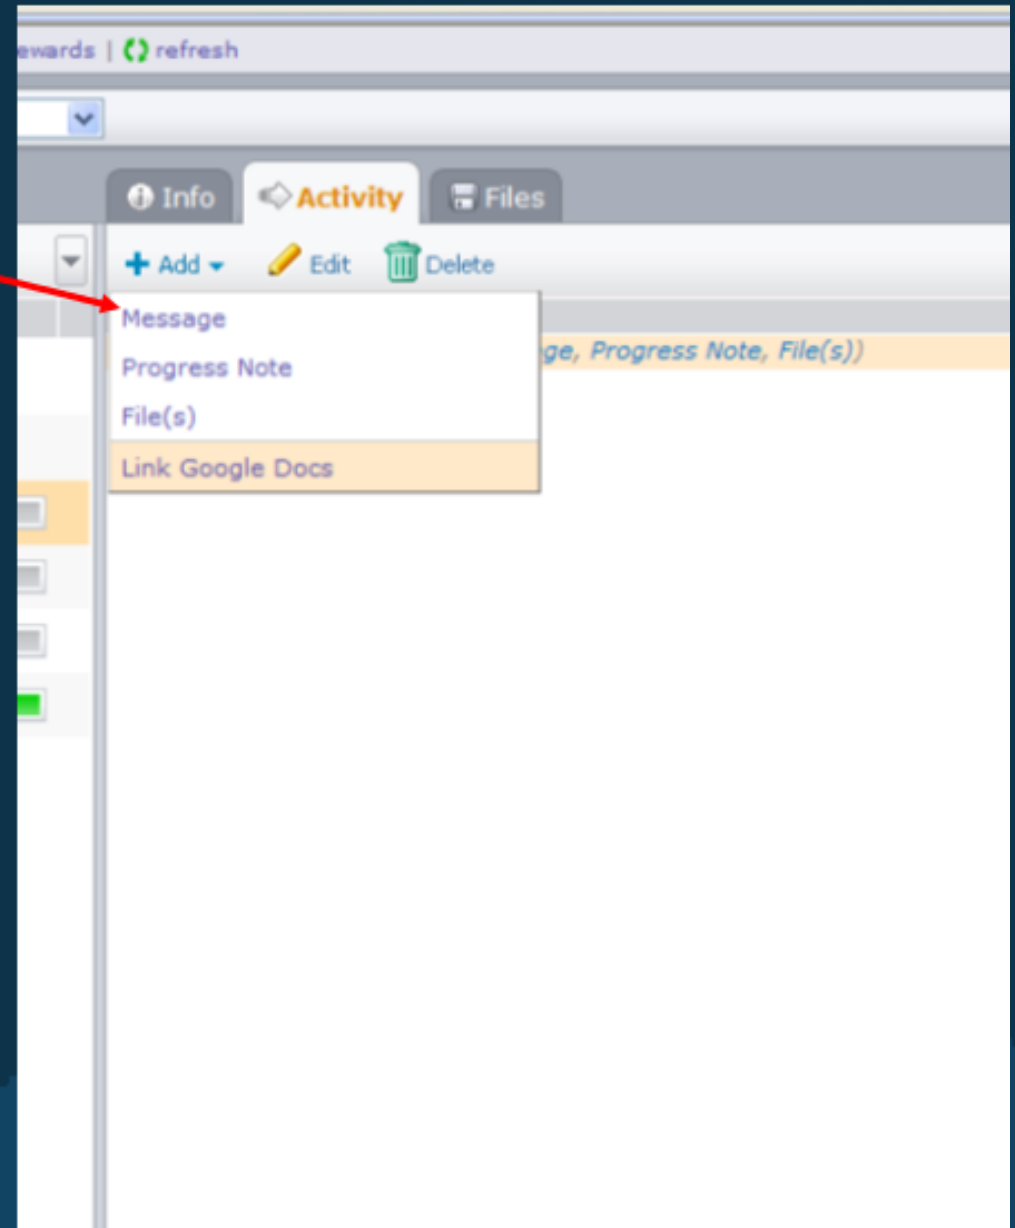 ewards | refresh
Info Activity Files
Add Edit Delete
Message
ge, Progress Note, File(s))
Progress Note
File(s)
Link Google Docs